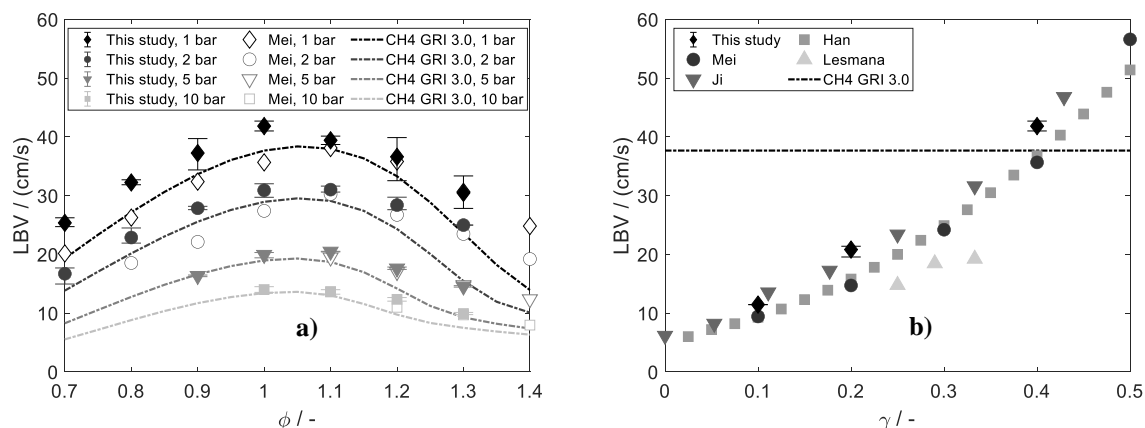 60
50
40
30
20
10
0
LBV / (cm/s)
This study, 1 bar
This study, 2 bar
This study, 5 bar
This study, 10 bar
Mei, 1 bar
Mei, 2 bar
Mei, 5 bar
Mei, 10 bar
CH4 GRI 3.0, 1 bar
CH4 GRI 3.0, 2 bar
CH4 GRI 3.0, 5 bar
CH4 GRI 3.0, 10 bar
a)
0.7 0.8 0.9 1 1.1 1.2 1.3 1.4
ϕ / -
60
50
40
30
20
10
0
LBV / (cm/s)
This study
Mei
Ji
Han
Lesmana
CH4 GRI 3.0
b)
0 0.1 0.2 0.3 0.4 0.5
γ / -